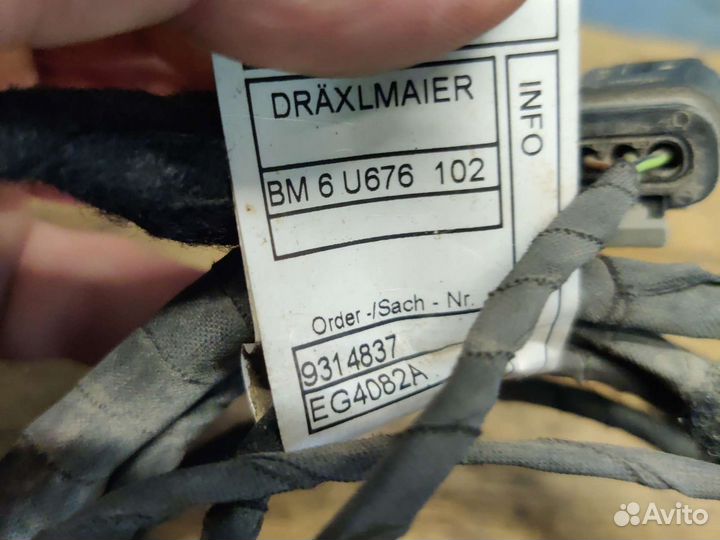 DRÄXLMAIER
INFO
BM 6 U676 102
Order -/Sach - Nr.
9314837
EG4082A
Avito